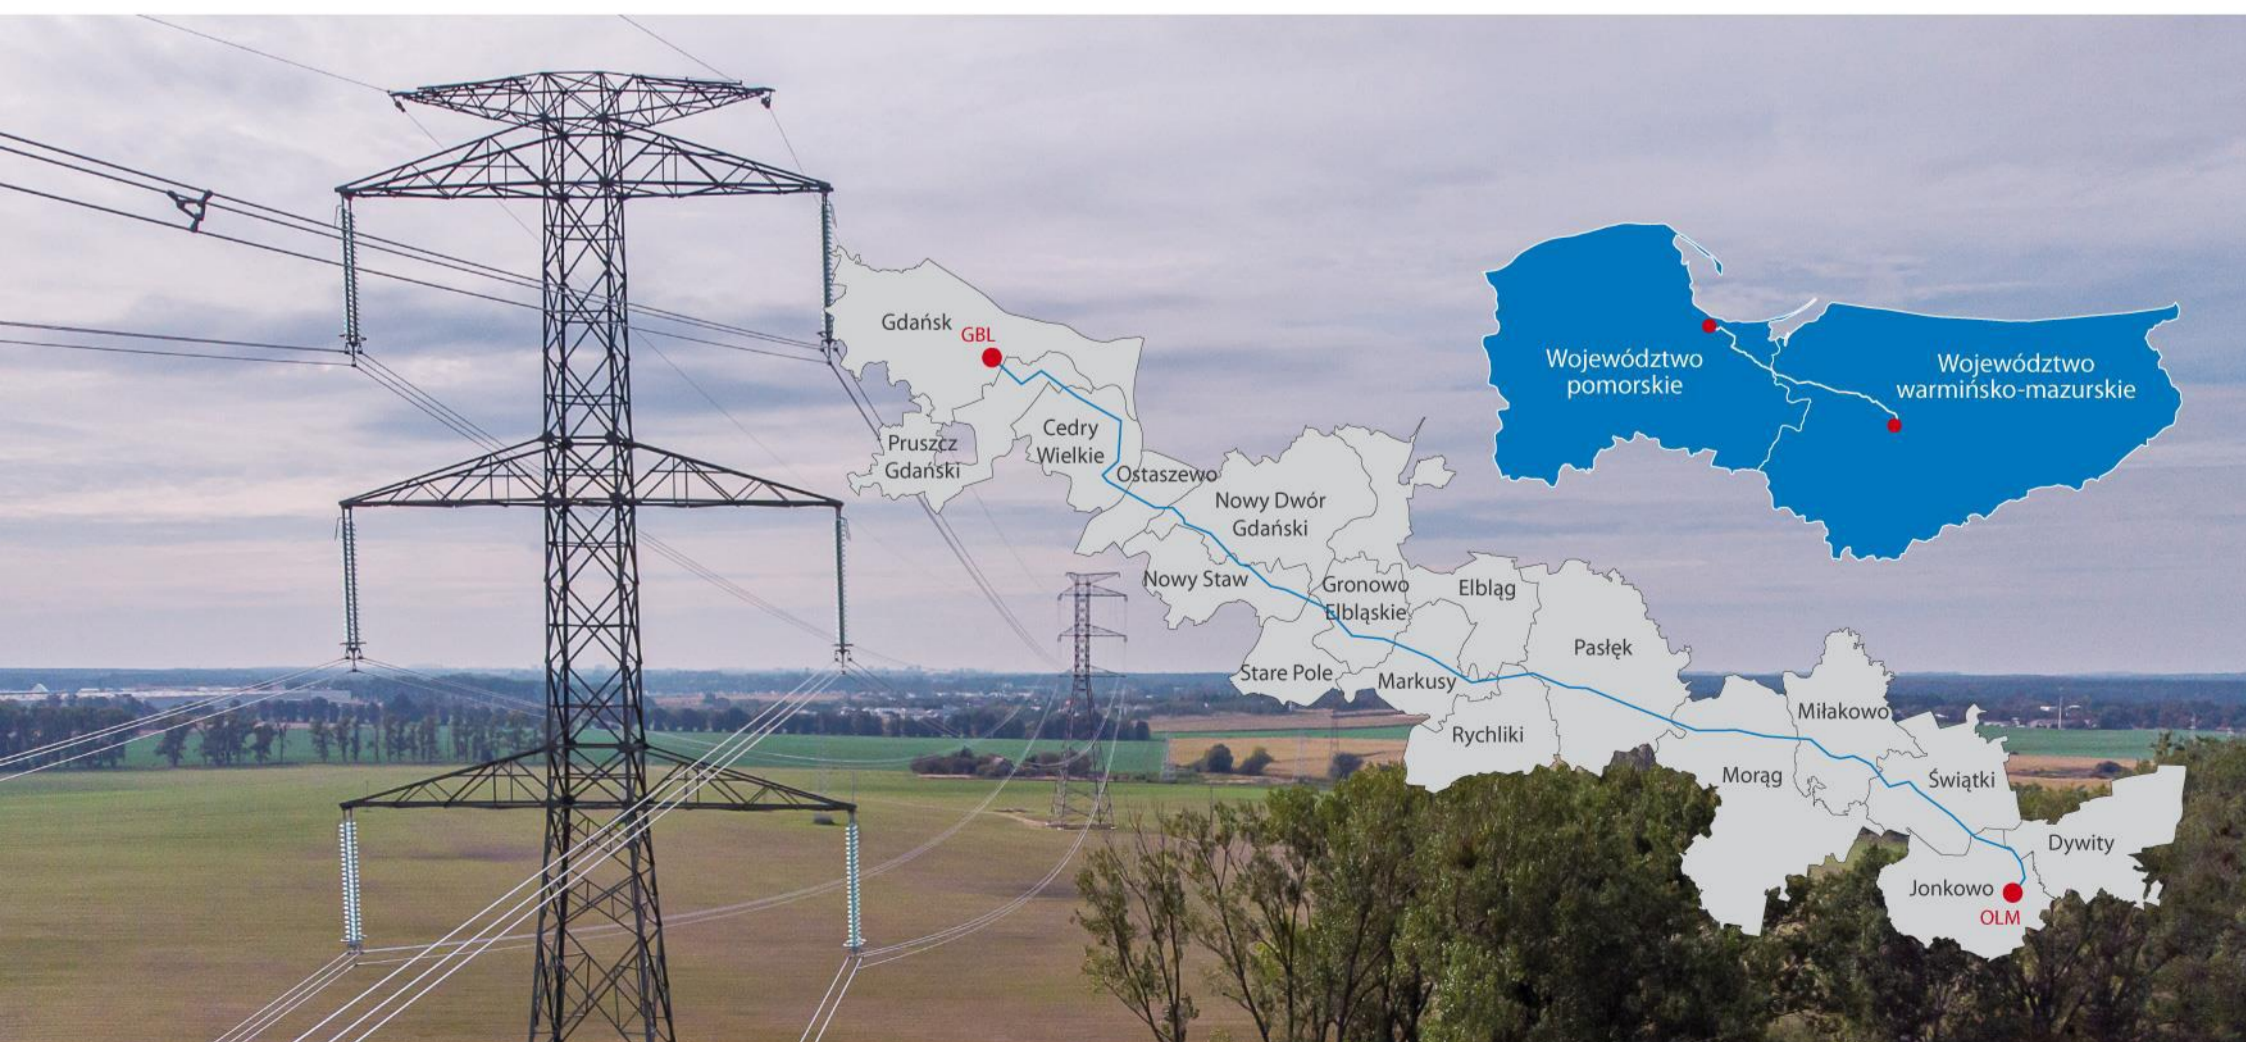 Gdańsk
GBL
Pruszcz
Gdański
Cedry
Wielkie
Ostaszewo
Nowy Dwór
Gdański
Nowy Staw
Gronowo
Elbląskie
Elbląg
Stare Pole
Markusy
Pasłęk
Rychliki
Miłakowo
Morąg
Świątki
Dywity
Jonkowo
OLM
Województwo
pomorskie
Województwo
warmińsko-mazurskie